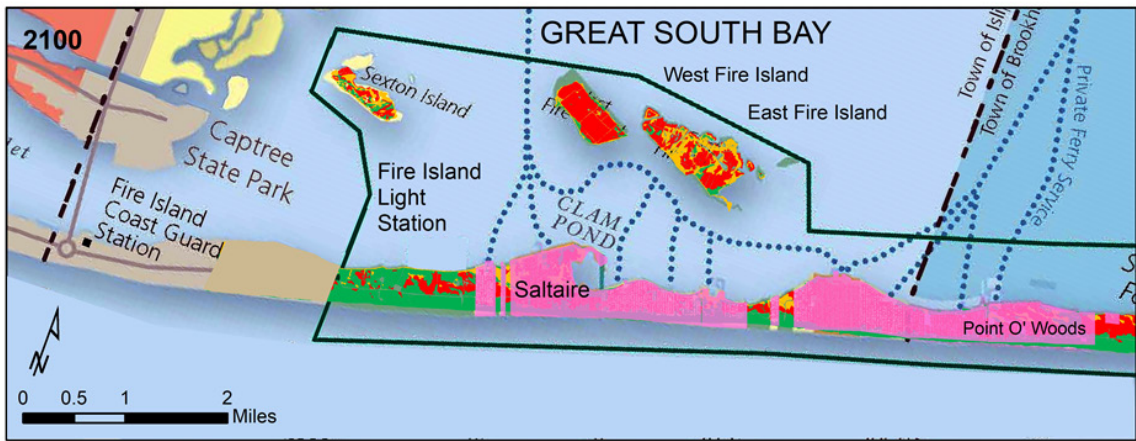 2100
GREAT SOUTH BAY
West Fire Island
East Fire Island
Sexton Island
Captree
State Park
Fire Island
Coast Guard
Station
Fire Island
Light
Station
CLAM
POND
Town of Islip
Town of Brookh
Private Ferry Service
Saltaire
Point O' Woods
N
0 0.5 1 2
Miles